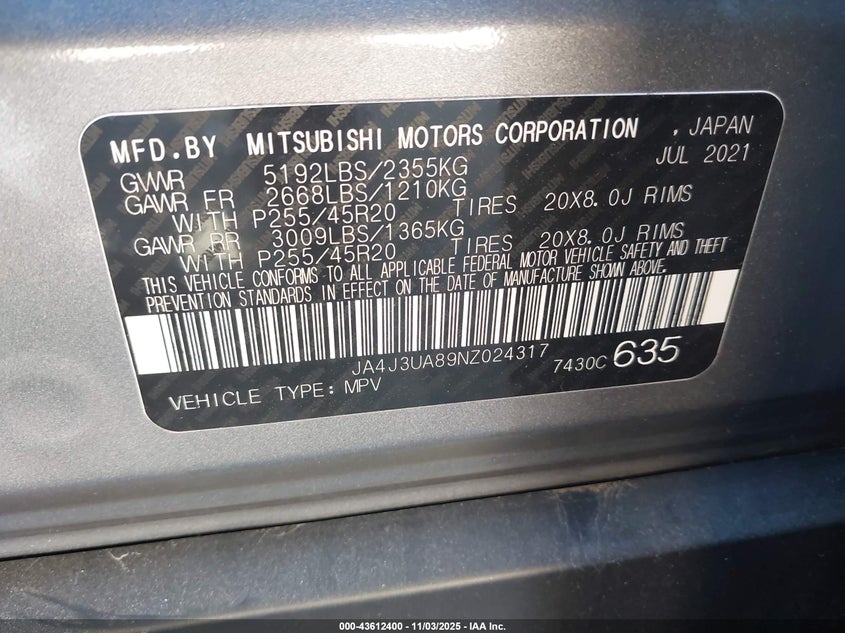 MFD.BY MITSUBISHI MOTORS CORPORATION , JAPAN
JUL 2021
GVWR 5192LBS/2355KG
GAWR FR 2668LBS/1210KG
WITH P255/45R20 TIRES 20X8.0J RIMS
GAWR RR 3009LBS/1365KG
WITH P255/45R20 TIRES 20X8.0J RIMS
THIS VEHICLE CONFORMS TO ALL APPLICABLE FEDERAL MOTOR VEHICLE SAFETY AND THEFT
PREVENTION STANDARDS IN EFFECT ON THE DATE OF MANUFACTURE SHOWN ABOVE.
JA4J3UA89NZ024317
7430C 635
VEHICLE TYPE: MPV
000-43612400 - 11/03/2025 - IAA Inc.